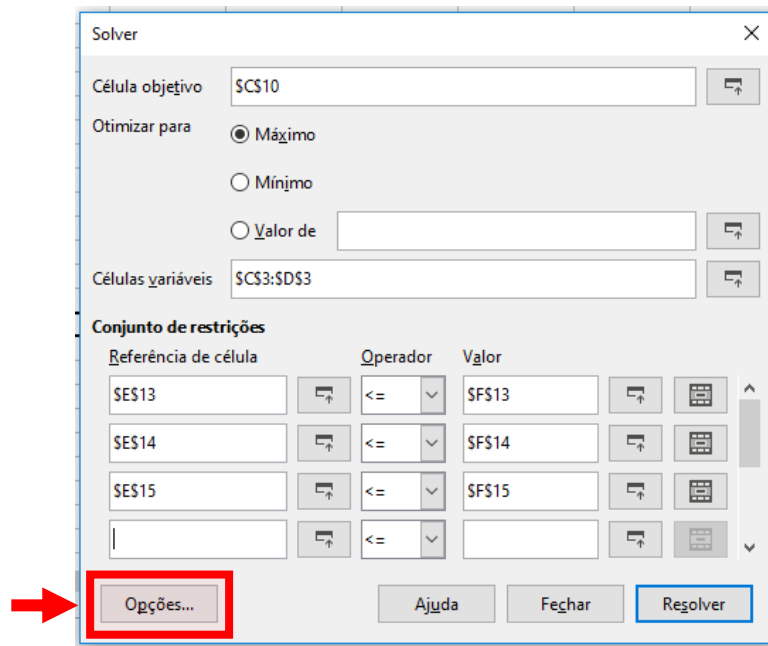 Solver
Célula objetivo $C$10
Otimizar para Máximo
Mínimo
Valor de
Células variáveis $C$3:$D$3
Conjunto de restrições
Referência de célula Operador Valor
$E$13 <= $F$13
$E$14 <= $F$14
$E$15 <= $F$15
<=
Opções... Ajuda Fechar Resolver